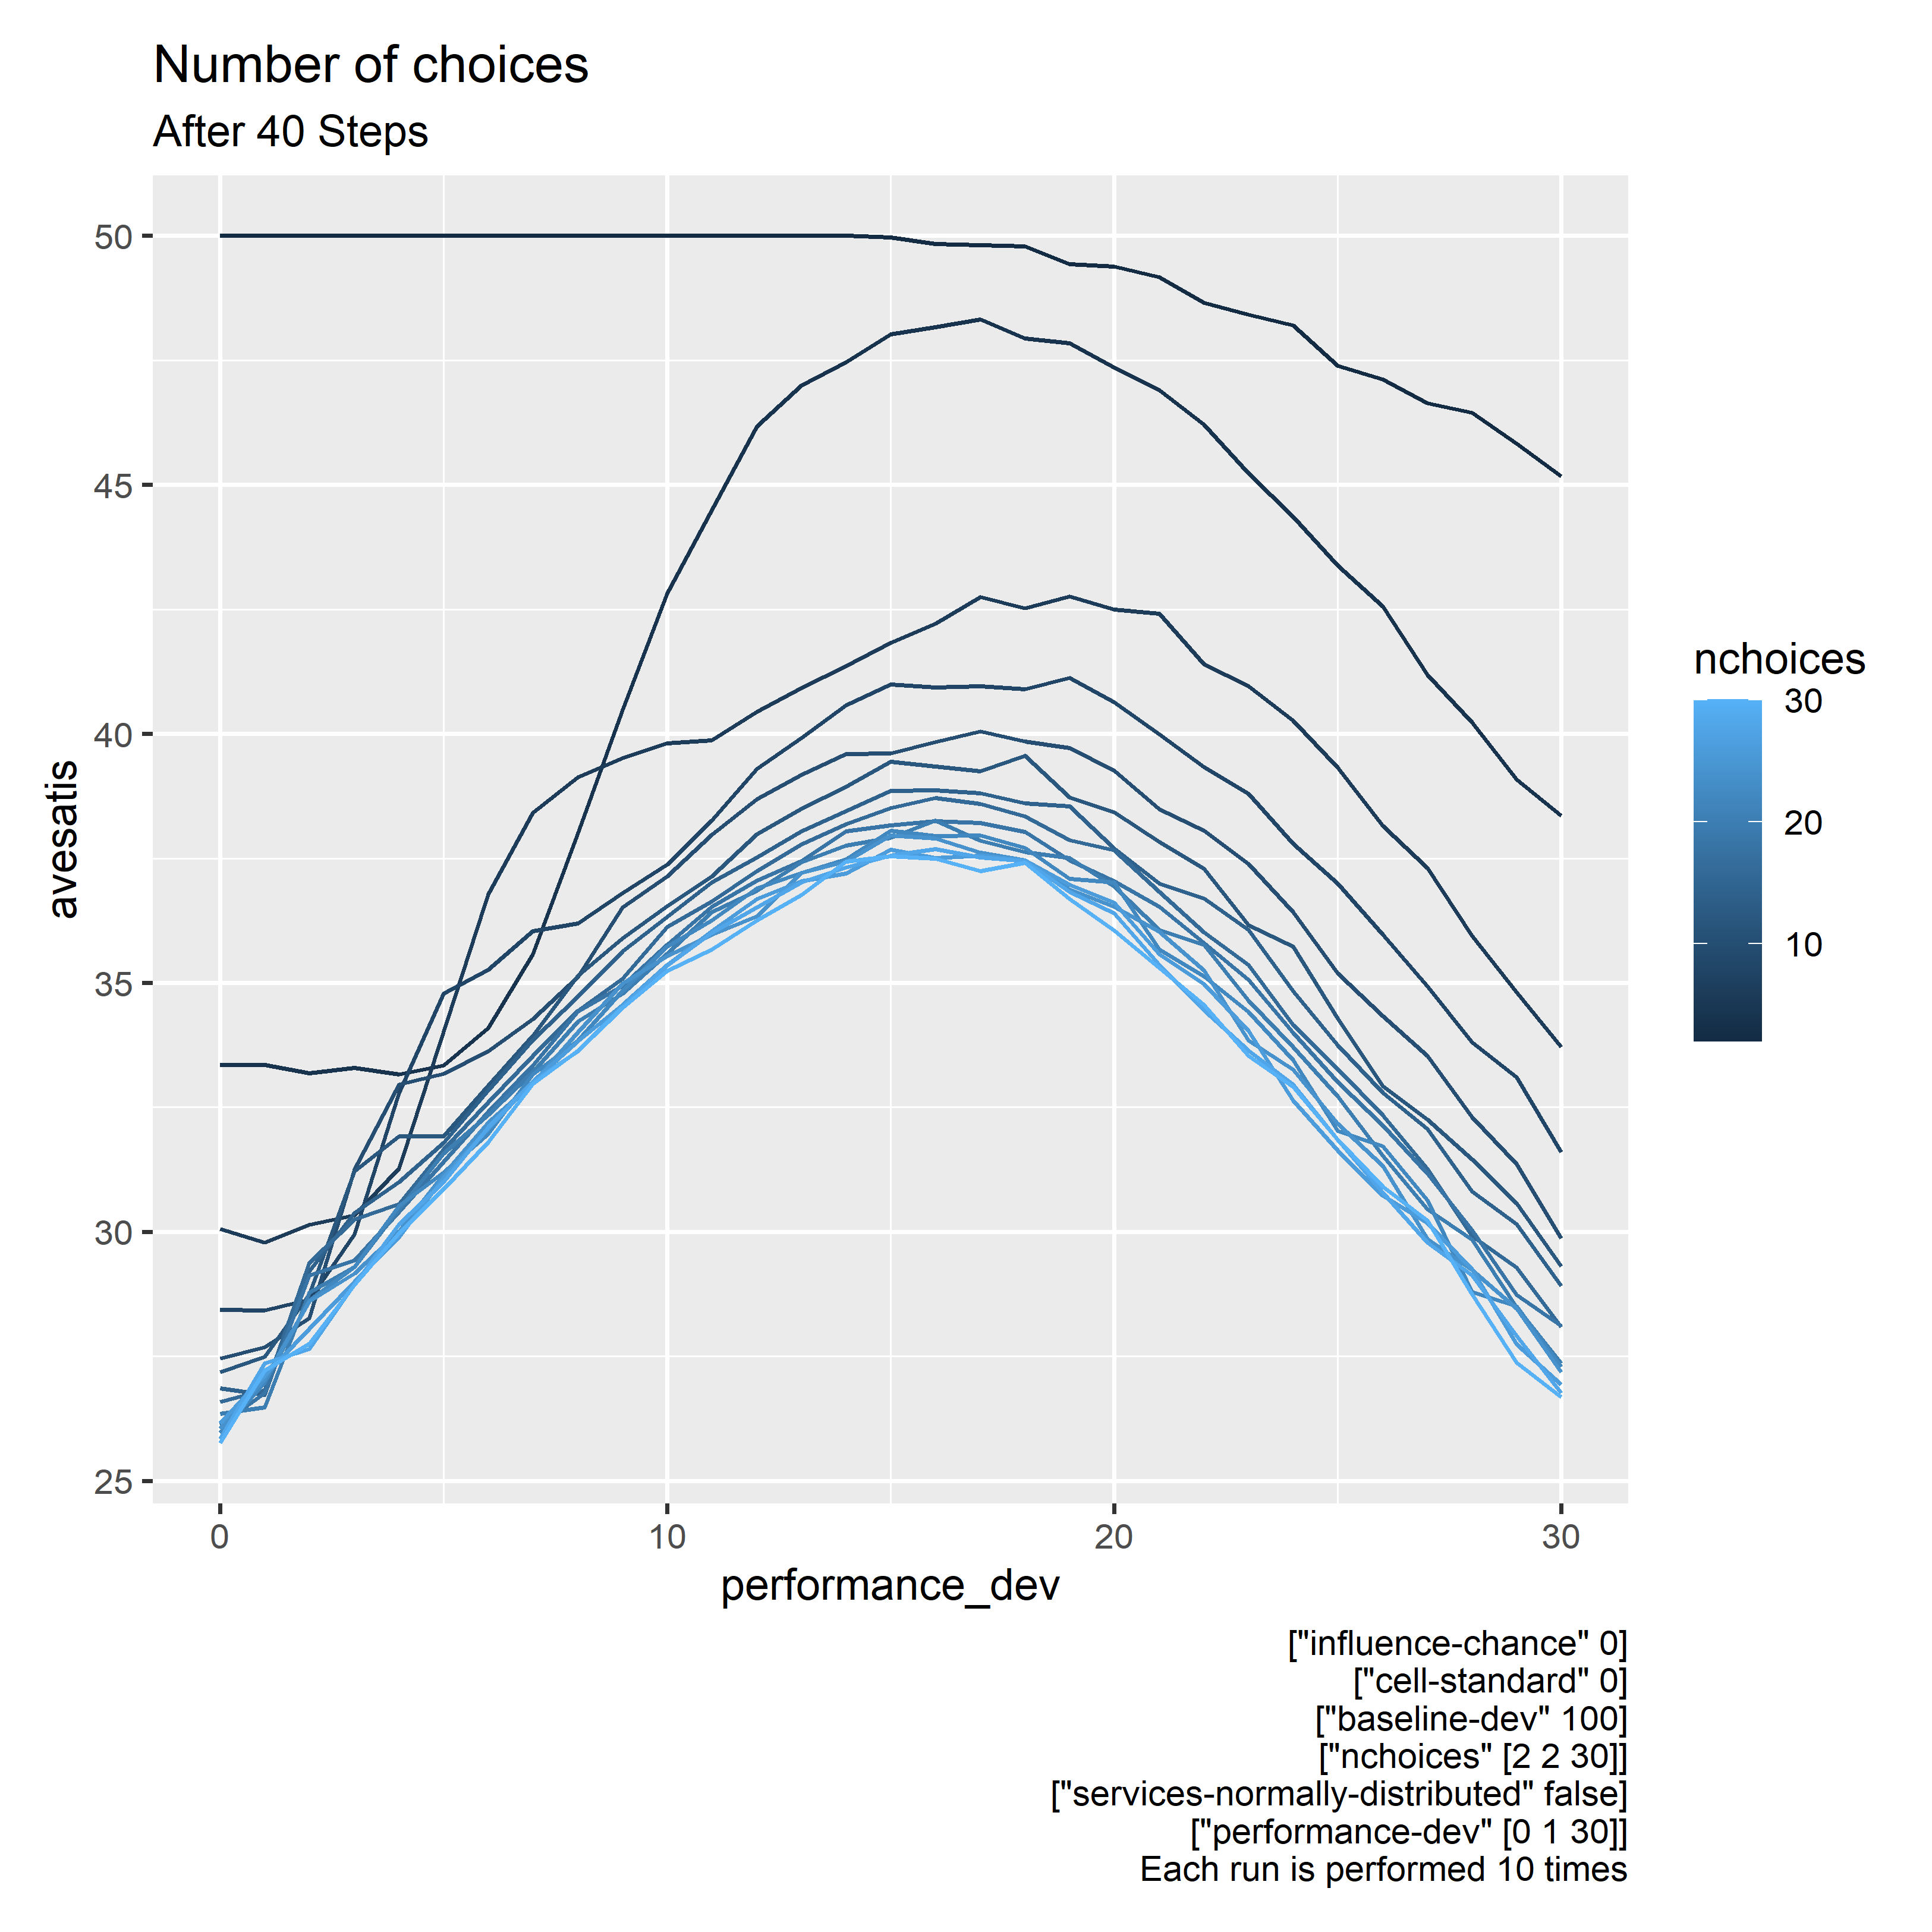 Number of choices
After 40 Steps
50
45
40
35
30
25
avesatis
0
10
20
30
performance_dev
nchoices
30
20
10
["influence-chance" 0]
["cell-standard" 0]
["baseline-dev" 100]
["nchoices" [2 2 30]]
["services-normally-distributed" false]
["performance-dev" [0 1 30]]
Each run is performed 10 times